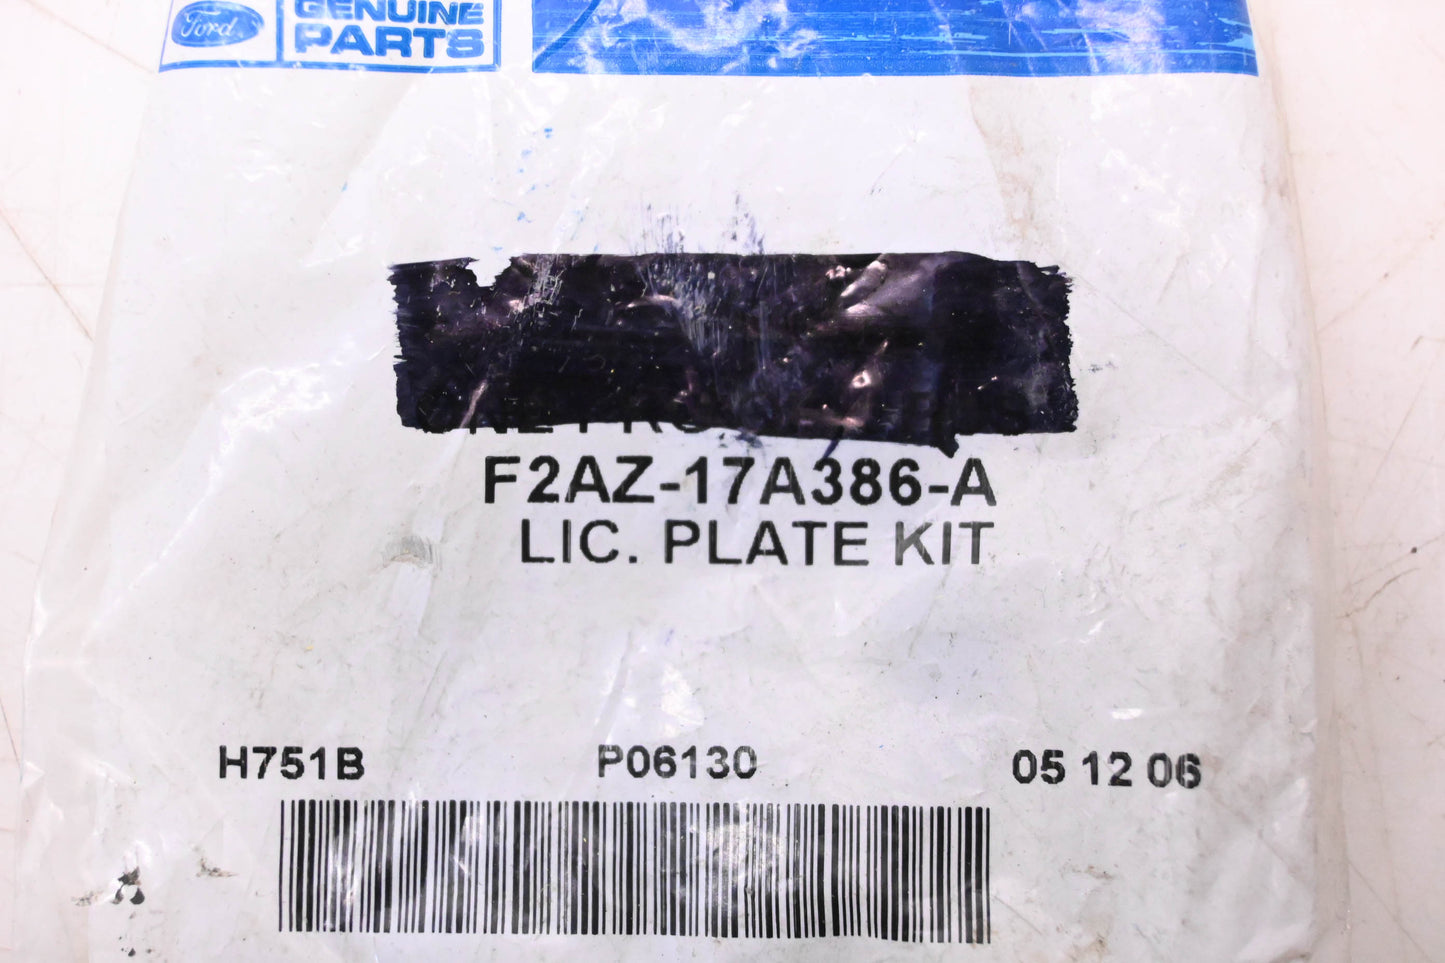 Ford
GENUINE
PARTS
F2AZ-17A386-A
LIC. PLATE KIT
H751B P06130 05 12 06